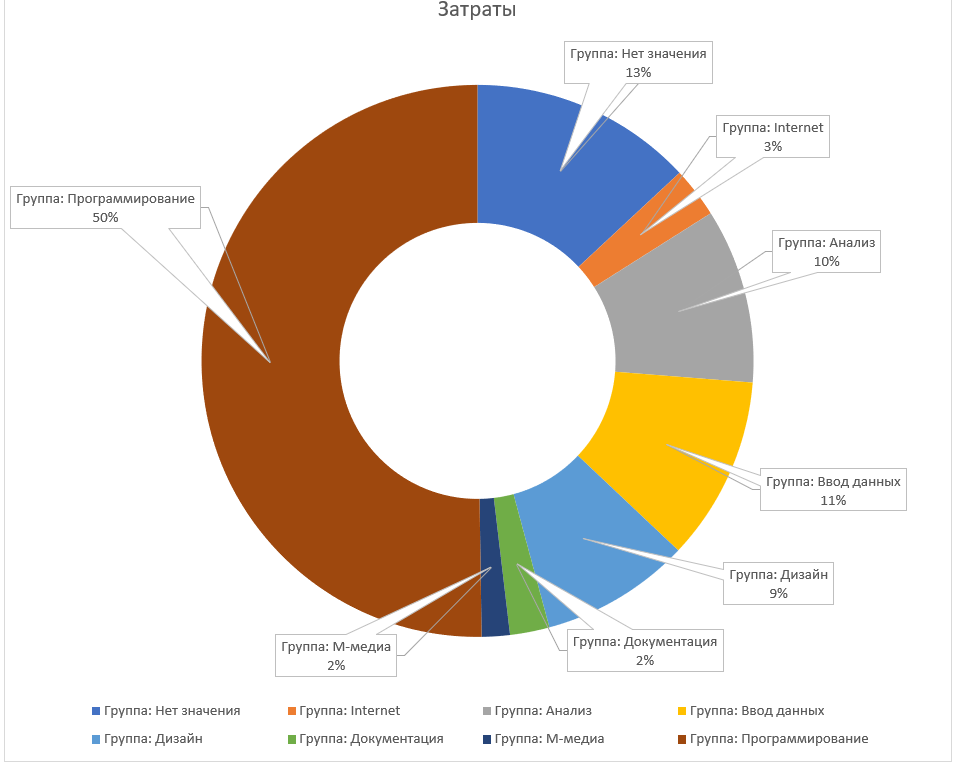 Затраты
Группа: Нет значения
13%
Группа: Internet
3%
Группа: Анализ
10%
Группа: Ввод данных
11%
Группа: Дизайн
9%
Группа: Документация
2%
Группа: М-медиа
2%
Группа: Программирование
50%
Группа: Нет значения
Группа: Internet
Группа: Анализ
Группа: Ввод данных
Группа: Дизайн
Группа: Документация
Группа: М-медиа
Группа: Программирование